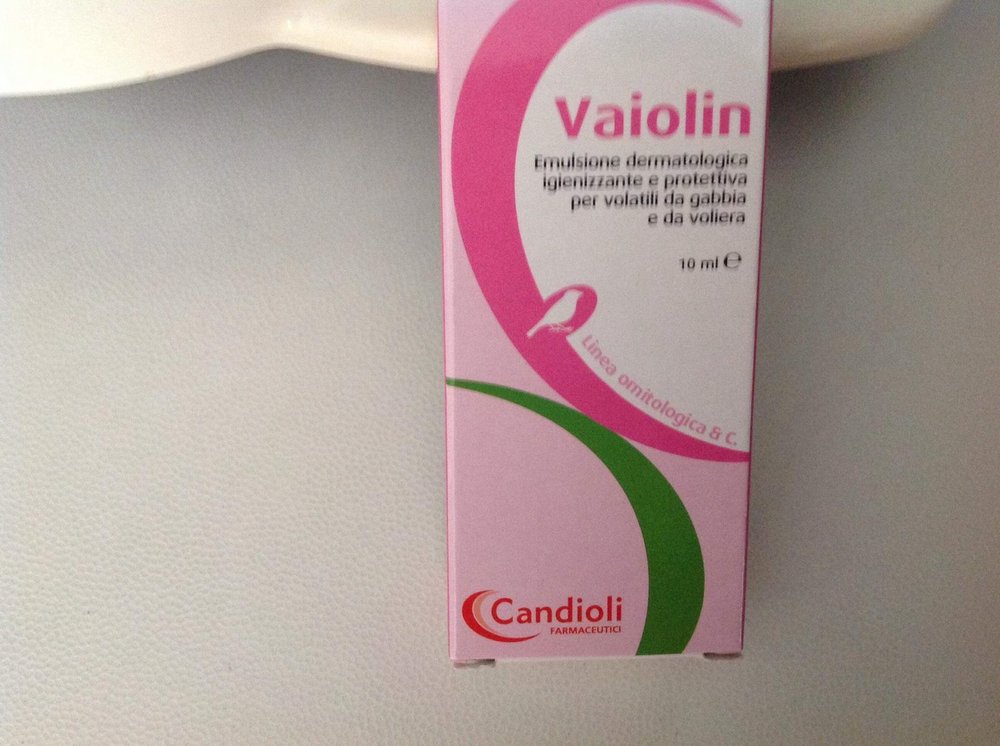 Vaiolin
Emulsione dermatologica
igienizzante e protettiva
per volatili da gabbia
e da voliera
10 ml ℮
Linea ornitologica & C.
Candioli
FARMACEUTICI